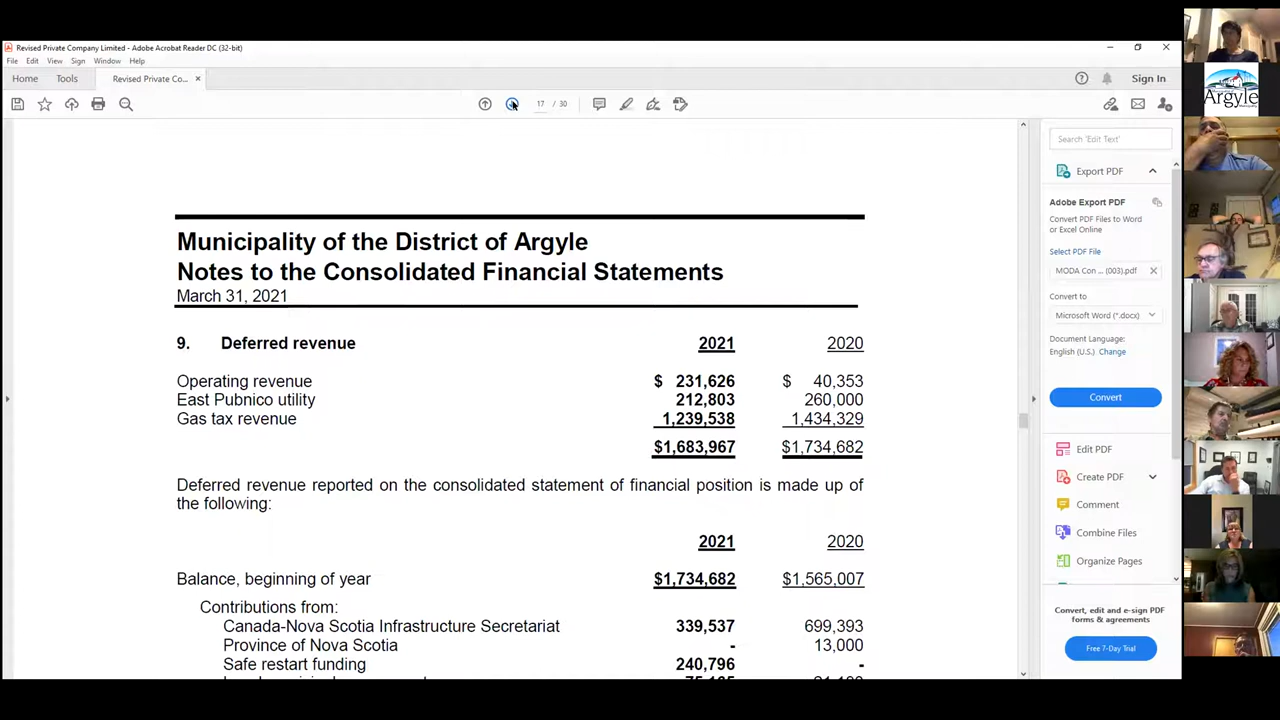 Revised Private Company Limited - Adobe Acrobat Reader DC (32-bit)
File Edit View Sign Window Help
Home Tools Revised Private Co... × Sign In
17 / 30
Search 'Edit Text'
Export PDF
Adobe Export PDF
Convert PDF Files to Word
or Excel Online
Select PDF File
MODA Con ... (003).pdf
Convert to
Microsoft Word (*.docx)
Document Language:
English (U.S.) Change
Convert
Edit PDF
Create PDF
Comment
Combine Files
Organize Pages
Convert, edit and e-sign PDF
forms & agreements
Free 7-Day Trial
Municipality of the District of Argyle
Notes to the Consolidated Financial Statements
March 31, 2021
9. Deferred revenue 2021 2020
Operating revenue $ 231,626 $ 40,353
East Pubnico utility 212,803 260,000
Gas tax revenue 1,239,538 1,434,329
$1,683,967 $1,734,682
Deferred revenue reported on the consolidated statement of financial position is made up of
the following:
2021 2020
Balance, beginning of year $1,734,682 $1,565,007
Contributions from:
Canada-Nova Scotia Infrastructure Secretariat 339,537 699,393
Province of Nova Scotia - 13,000
Safe restart funding 240,796 -
Argyle